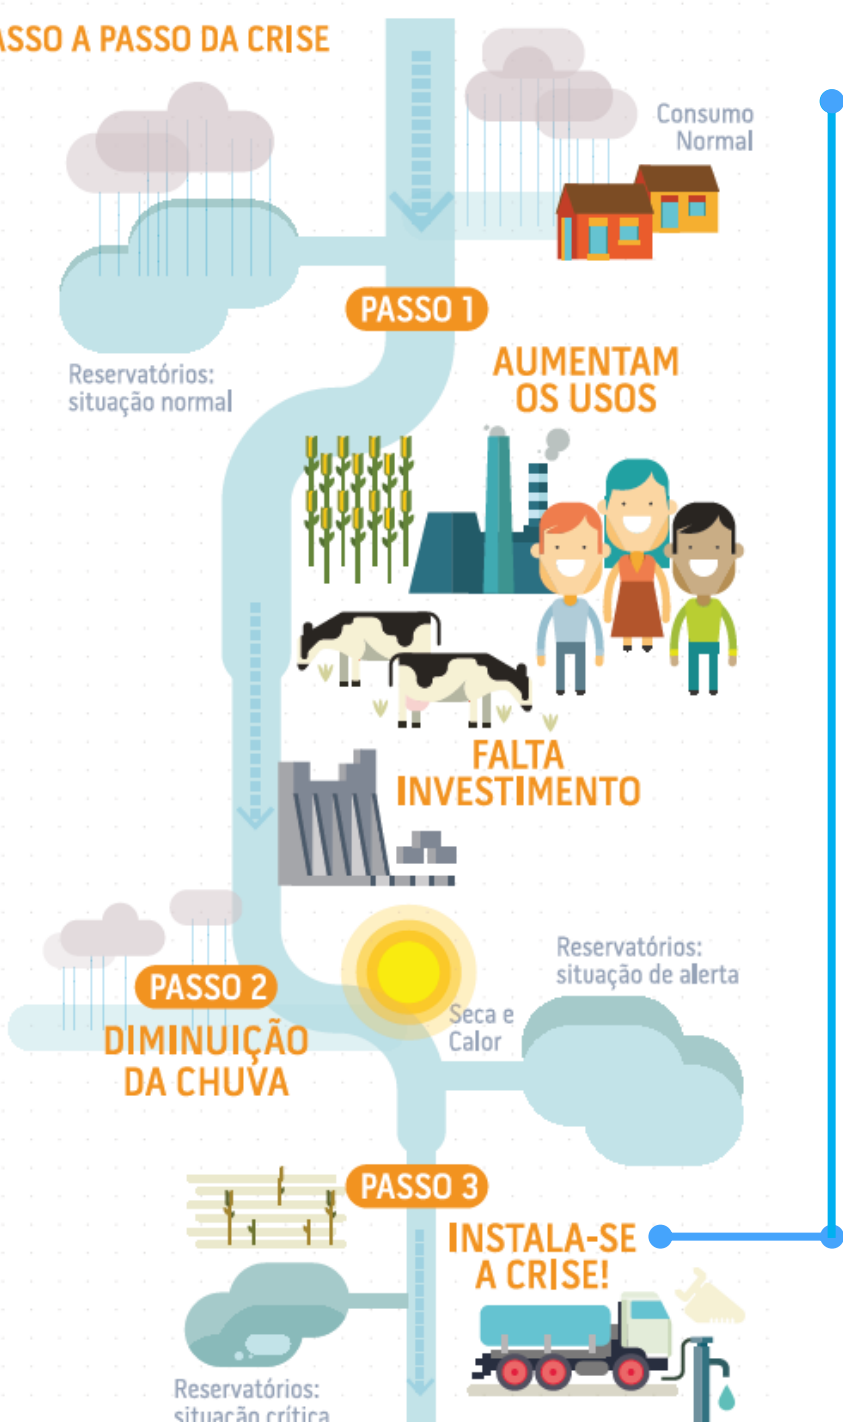 ASSO A PASSO DA CRISE
Consumo
Normal
PASSO 1
Reservatórios:
situação normal
AUMENTAM
OS USOS
FALTA
INVESTIMENTO
PASSO 2
DIMINUIÇÃO
DA CHUVA
Seca e
Calor
Reservatórios:
situação de alerta
PASSO 3
INSTALA-SE
A CRISE!
Reservatórios:
situação crítica